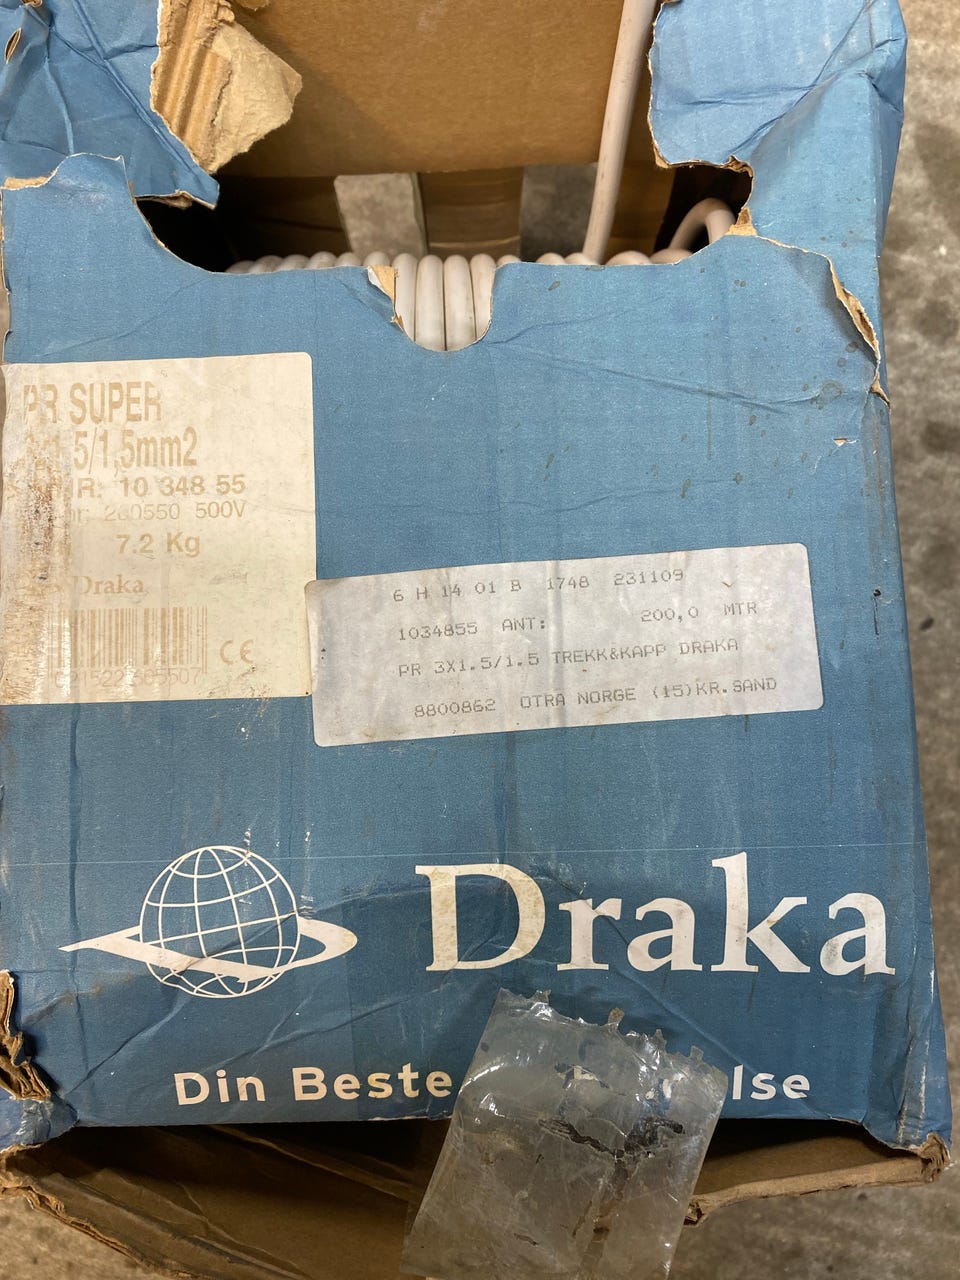 PR SUPER
5/1,5mm2
10 348 55
500V
7.2 Kg
Draka
CE
6 H 14 01 B 1748 231109
1034855 ANT: 200,0 MTR
PR 3X1.5/1.5 TREKK&KAPP DRAKA
8800862 OTRA NORGE (15)KR.SAND
Draka
Din Beste